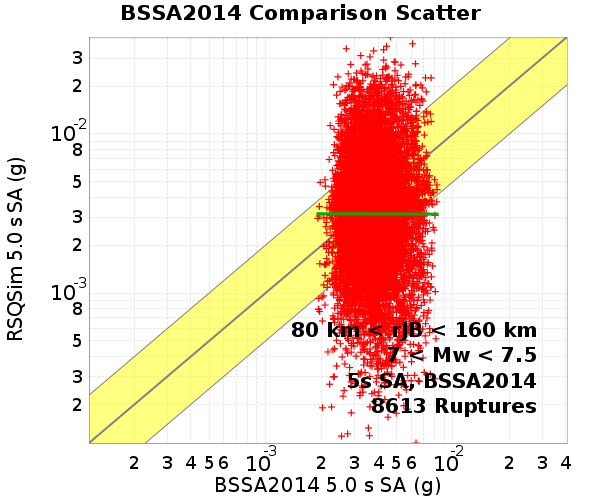 BSSA2014 Comparison Scatter
RSQSim 5.0 s SA (g)
3
2
10⁻²
8
5
3
2
10⁻³
8
5
3
2
80 km < rJB < 160 km
7 < Mw < 7.5
5s SA, BSSA2014
8613 Ruptures
2 3 4 5 6 10⁻³ 2 3 4 5 6 10⁻² 2 3 4
BSSA2014 5.0 s SA (g)